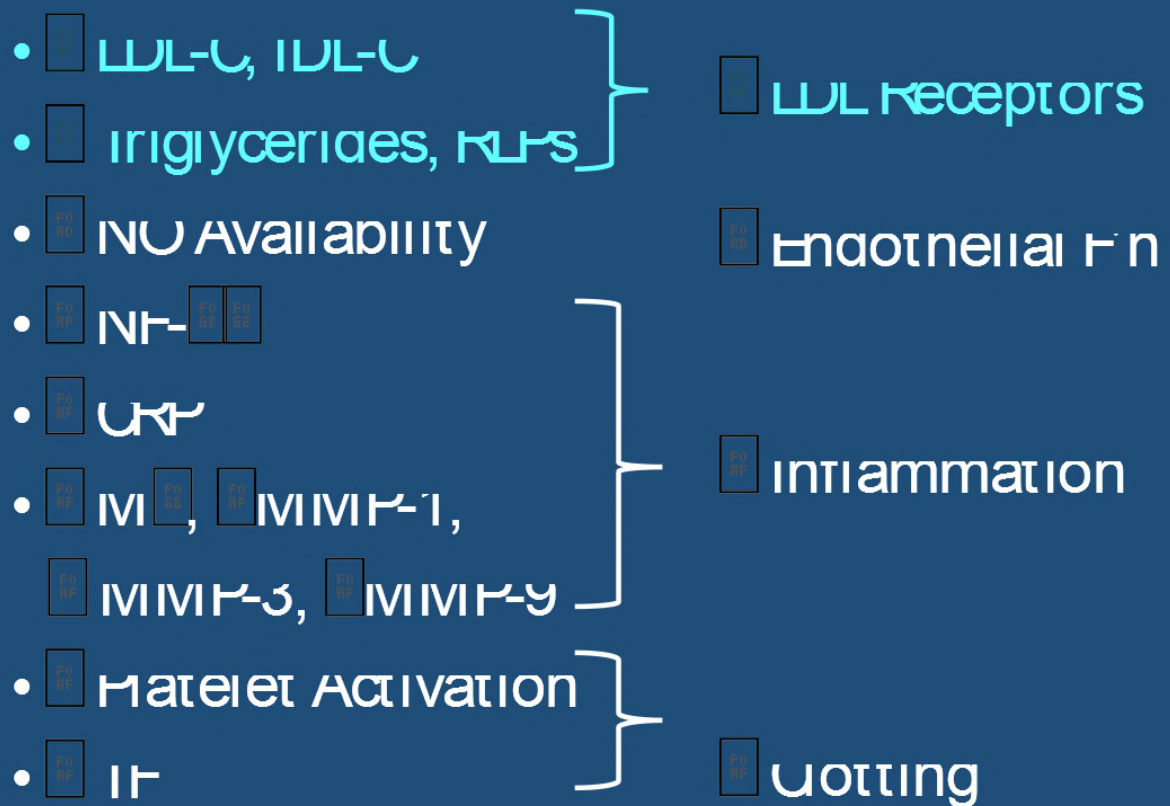 • LDL-C, IDL-C
• Triglycerides, RLPs
LDL Receptors
• NO Availability
Endothelial Fn
• NF-
• CRP
• M, MMP-1,
MMP-3, MMP-9
Inflammation
• Platelet Activation
• TF
Clotting